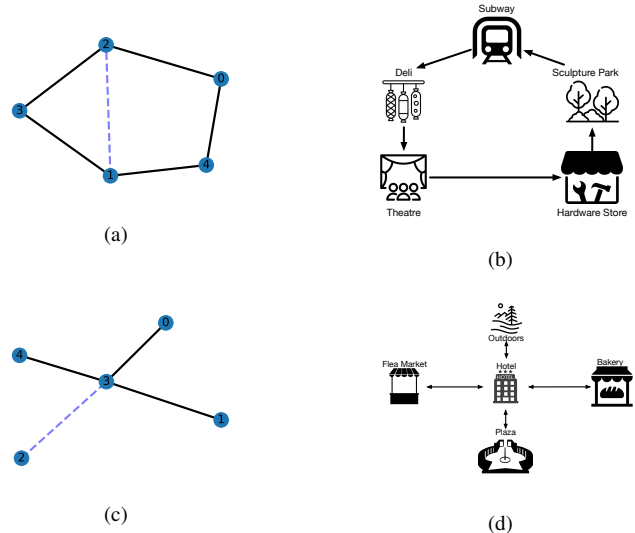 2
0
3
1
4
(a)
Subway
Deli
Sculpture Park
Theatre
Hardware Store
(b)
0
4
3
1
2
(c)
Outdoors
Flea Market
Hotel
Bakery
Plaza
(d)